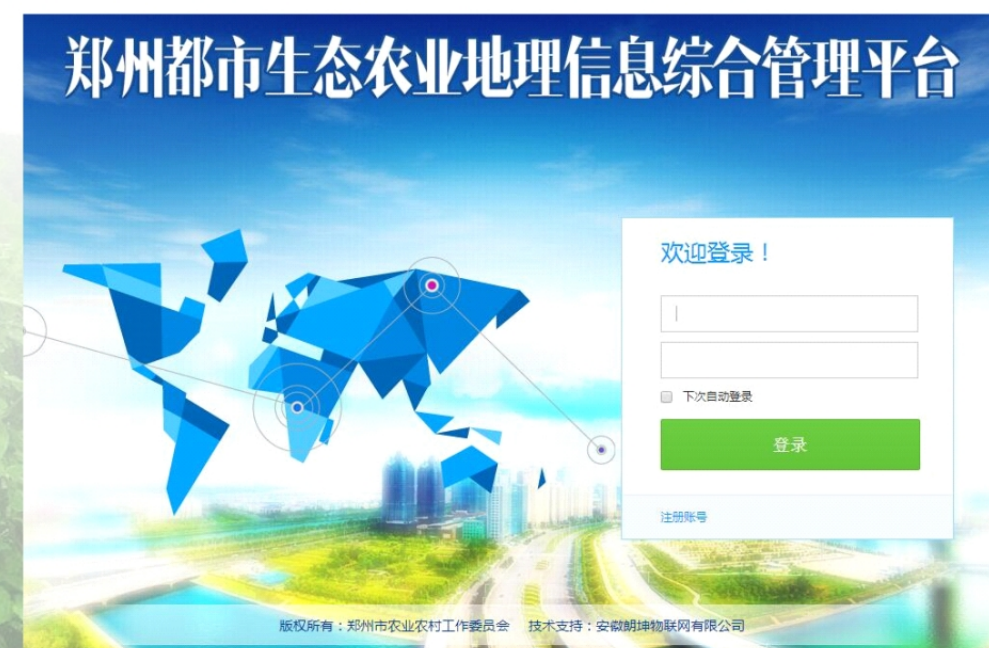 郑州都市生态农业地理信息综合管理平台
欢迎登录！
下次自动登录
登录
注册账号
版权所有：郑州市农业农村工作委员会 技术支持：安徽朗坤物联网有限公司